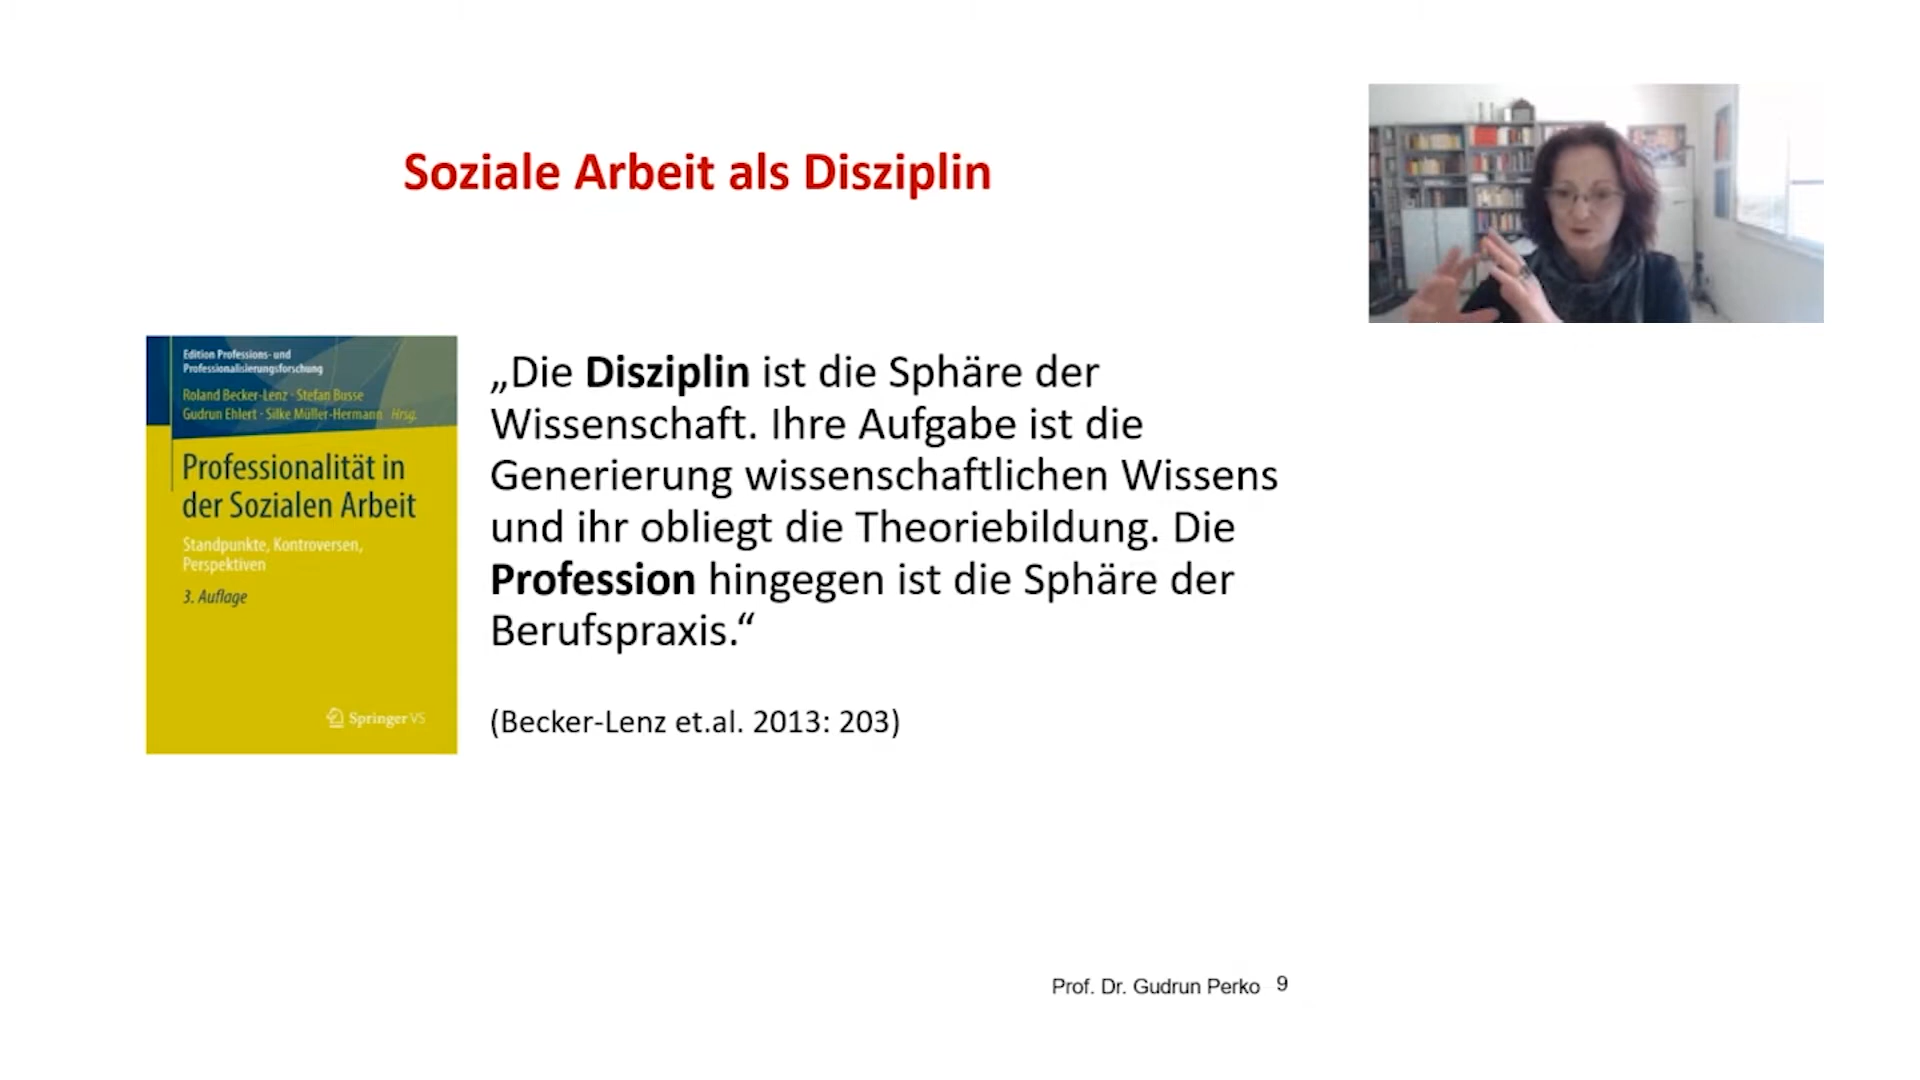 Soziale Arbeit als Disziplin
Edition Professions- und
Professionalisierungsforschung
Roland Becker-Lenz · Stefan Busse
Gudrun Ehlert · Silke Müller-Hermann Hrsg.
Professionalität in
der Sozialen Arbeit
Standpunkte, Kontroversen,
Perspektiven
3. Auflage
Springer VS
„Die Disziplin ist die Sphäre der
Wissenschaft. Ihre Aufgabe ist die
Generierung wissenschaftlichen Wissens
und ihr obliegt die Theoriebildung. Die
Profession hingegen ist die Sphäre der
Berufspraxis.“
(Becker-Lenz et.al. 2013: 203)
Prof. Dr. Gudrun Perko 9